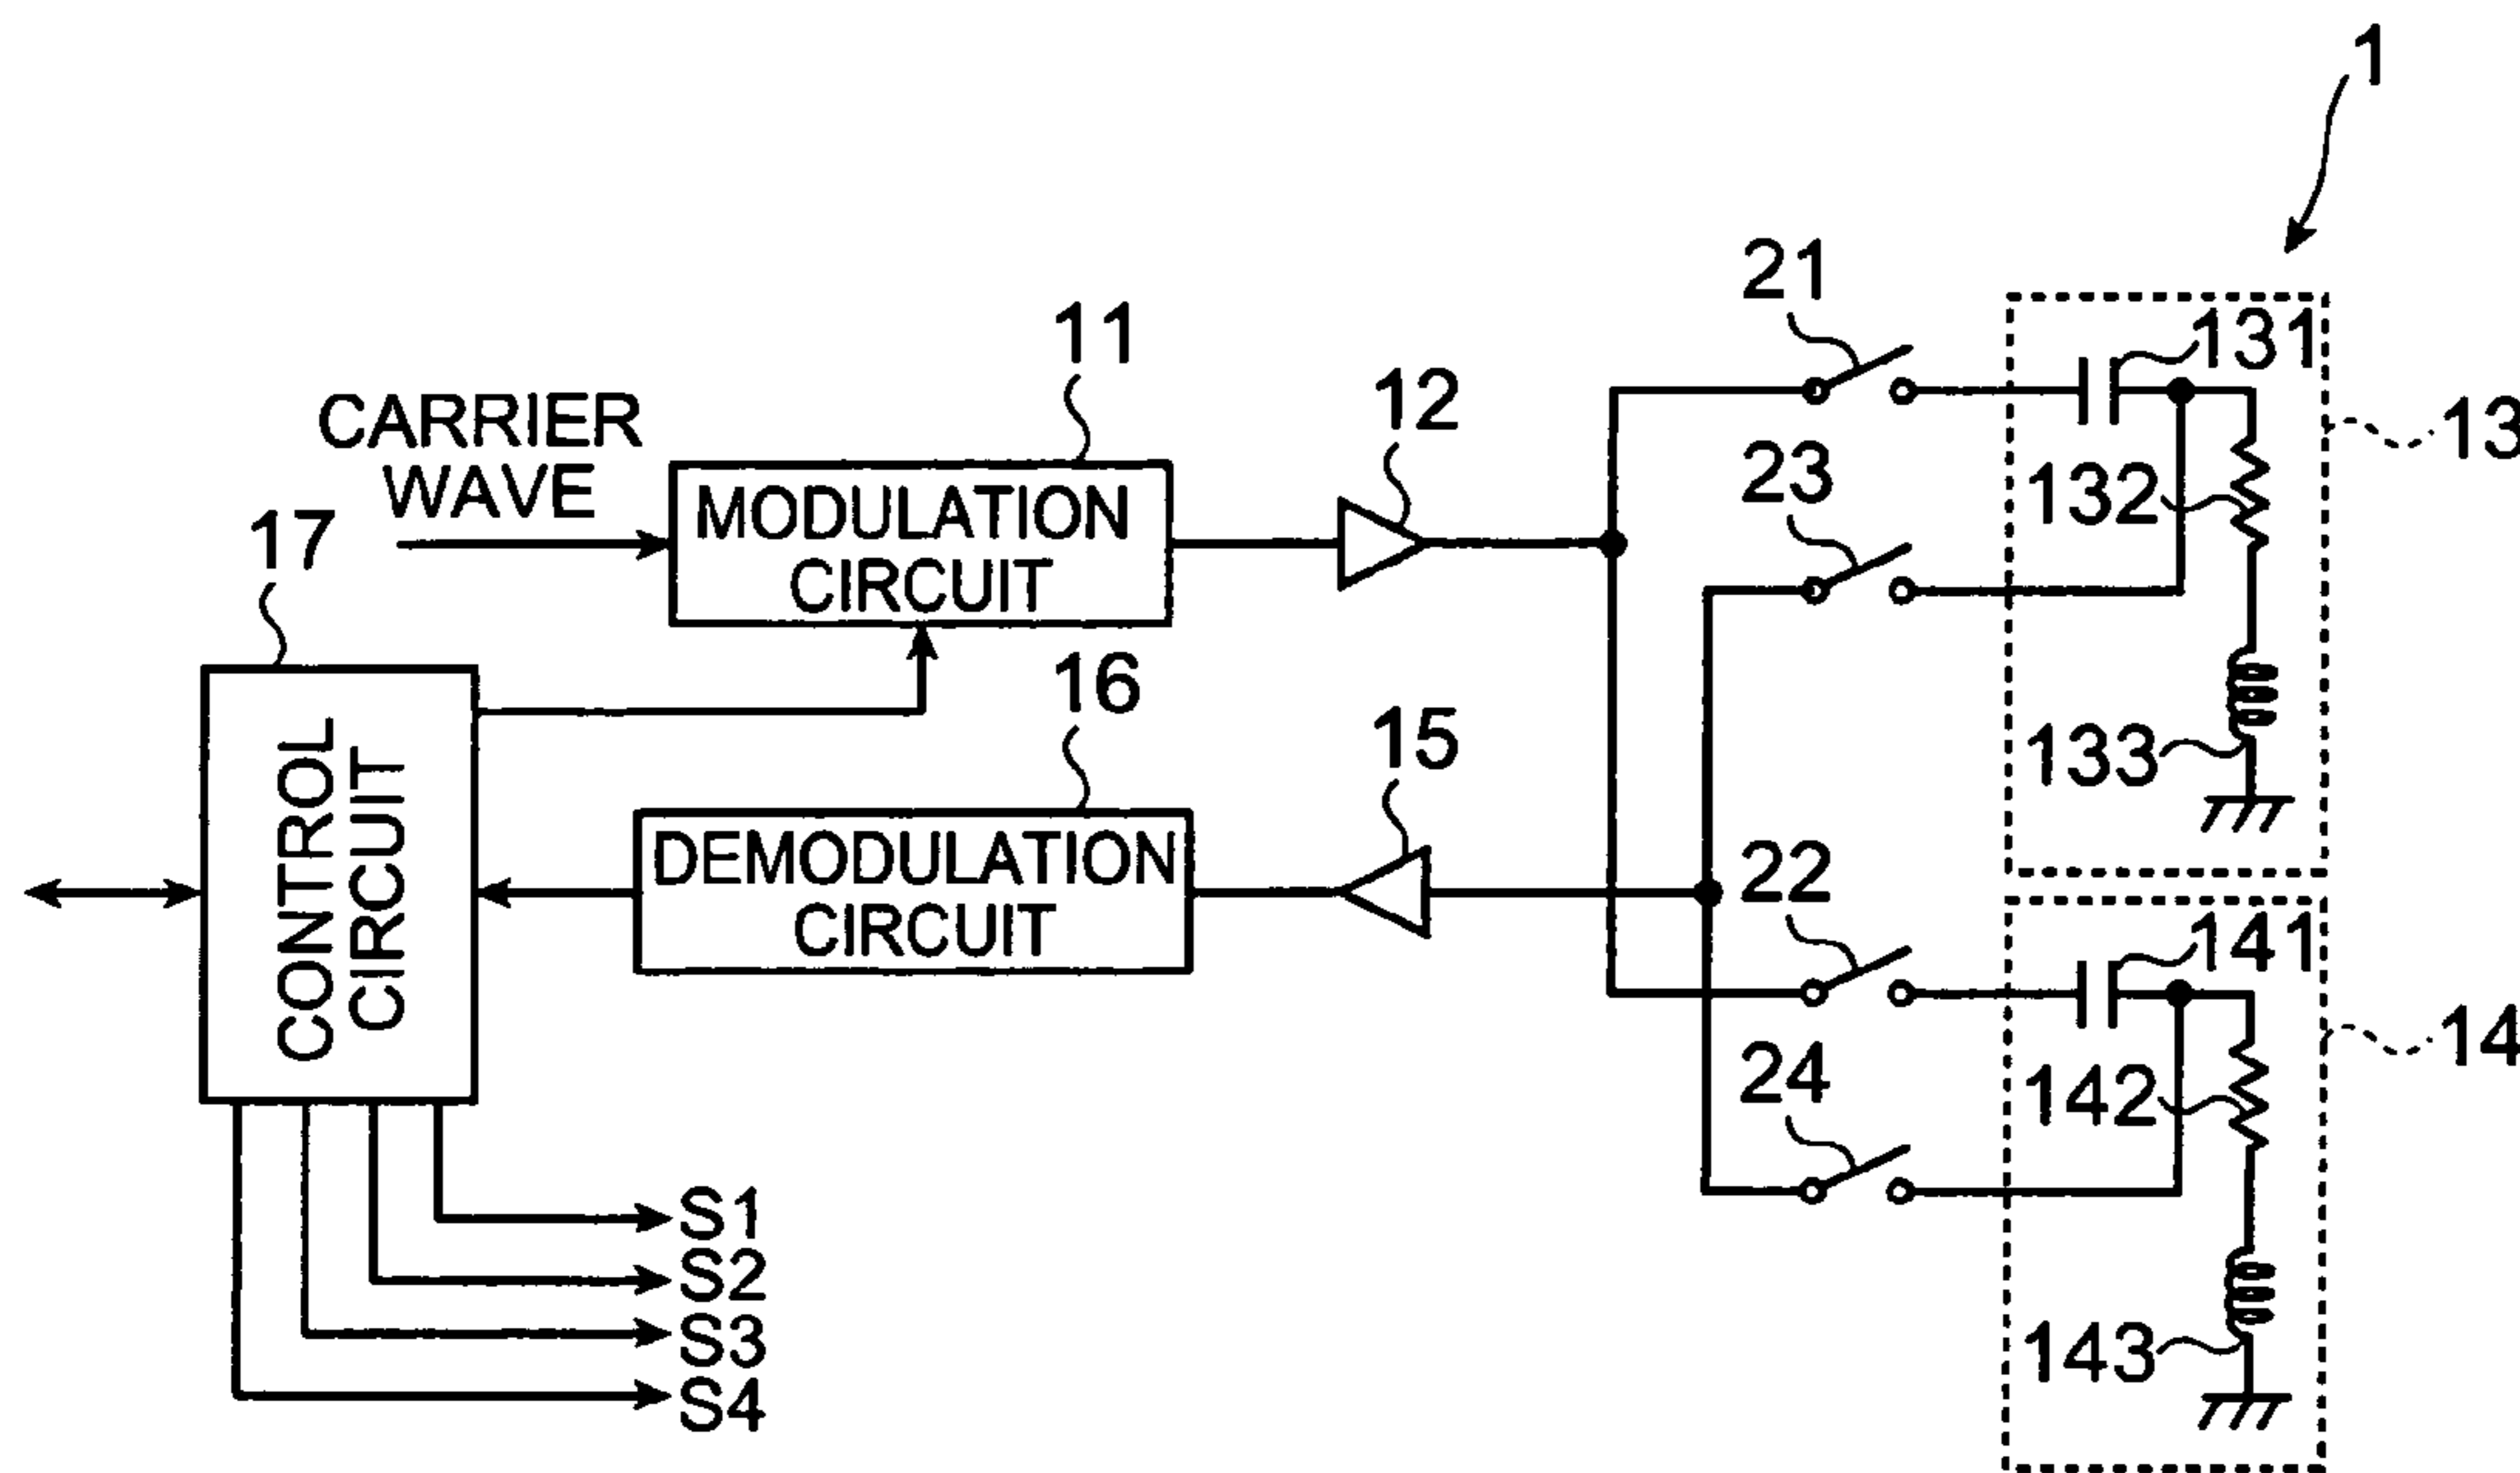 1
21
11
131
CARRIER
WAVE
12
13
23
132
17
MODULATION
CIRCUIT
16
15
133
CONTROL
CIRCUIT
DEMODULATION
CIRCUIT
22
141
14
24
142
S1
S2
S3
S4
143